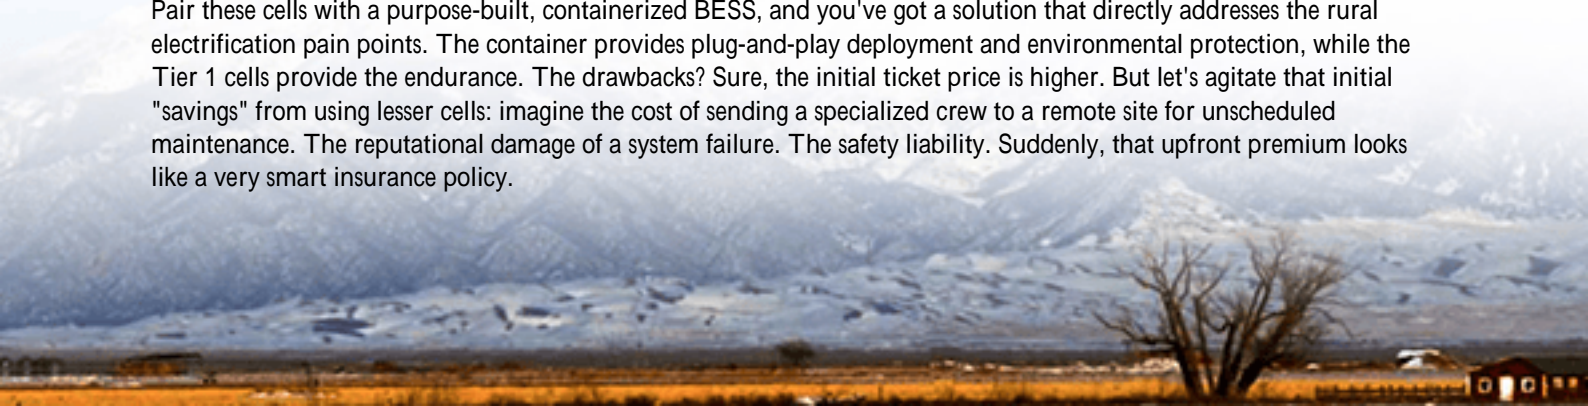 Pair these cells with a purpose-built, containerized BESS, and you've got a solution that directly addresses the rural
electrification pain points. The container provides plug-and-play deployment and environmental protection, while the
Tier 1 cells provide the endurance. The drawbacks? Sure, the initial ticket price is higher. But let's agitate that initial
"savings" from using lesser cells: imagine the cost of sending a specialized crew to a remote site for unscheduled
maintenance. The reputational damage of a system failure. The safety liability. Suddenly, that upfront premium looks
like a very smart insurance policy.